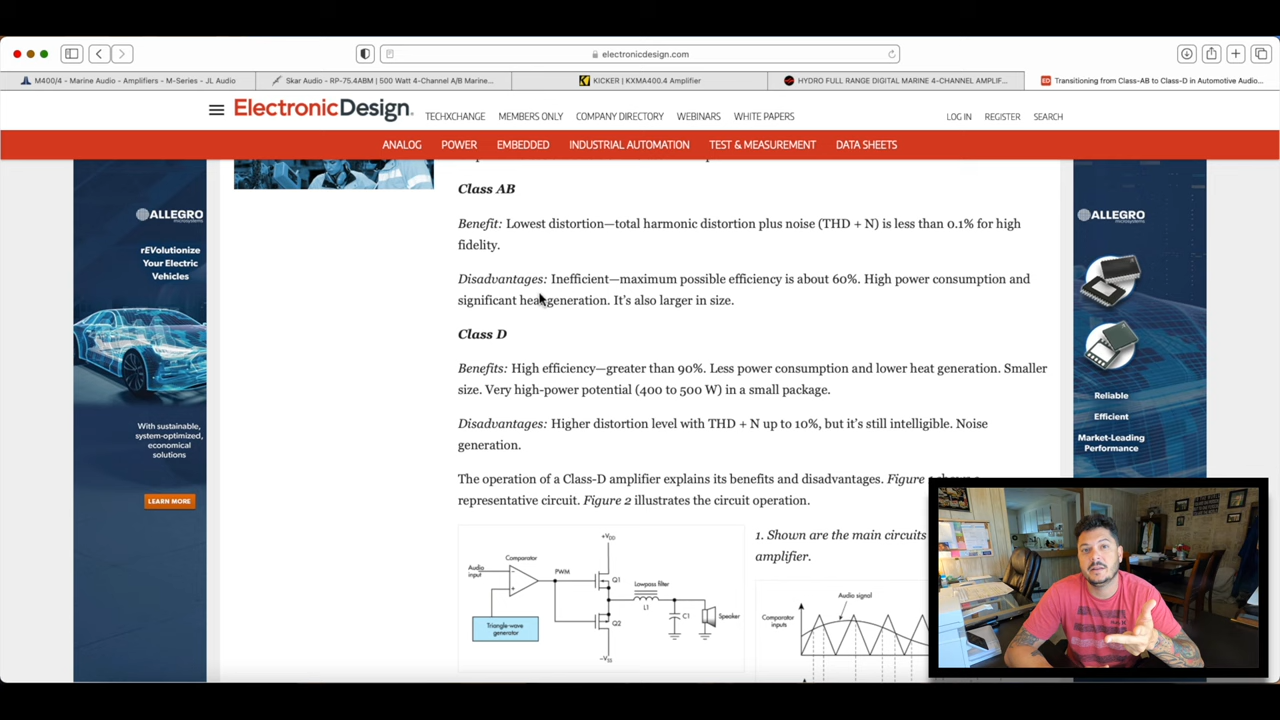 electronicdesign.com
M400/4 - Marine Audio - Amplifiers - M-Series - JL Audio
Skar Audio - RP-75.4ABM | 500 Watt 4-Channel A/B Marine...
KICKER | KXMA400.4 Amplifier
HYDRO FULL RANGE DIGITAL MARINE 4-CHANNEL AMPLIF...
ED Transitioning from Class-AB to Class-D in Automotive Audio...
ElectronicDesign.
TECHXCHANGE MEMBERS ONLY COMPANY DIRECTORY WEBINARS WHITE PAPERS
LOG IN REGISTER SEARCH
ANALOG POWER EMBEDDED INDUSTRIAL AUTOMATION TEST & MEASUREMENT DATA SHEETS
ALLEGRO
microsystems
rEVolutionize
Your Electric
Vehicles
With sustainable,
system-optimized,
economical
solutions
LEARN MORE
Class AB
Benefit: Lowest distortion—total harmonic distortion plus noise (THD + N) is less than 0.1% for high
fidelity.
Disadvantages: Inefficient—maximum possible efficiency is about 60%. High power consumption and
significant heat generation. It's also larger in size.
Class D
Benefits: High efficiency—greater than 90%. Less power consumption and lower heat generation. Smaller
size. Very high-power potential (400 to 500 W) in a small package.
Disadvantages: Higher distortion level with THD + N up to 10%, but it's still intelligible. Noise
generation.
The operation of a Class-D amplifier explains its benefits and disadvantages. Figure
representative circuit. Figure 2 illustrates the circuit operation.
+VDD
Comparator
Audio
input
PWM
Q1
Lowpass filter
L1
C1
Speaker
Q2
Triangle-wave
generator
–VSS
1. Shown are the main circuits
amplifier.
Audio signal
Comparator
inputs
ALLEGRO
microsystems
Reliable
Efficient
Market-Leading
Performance